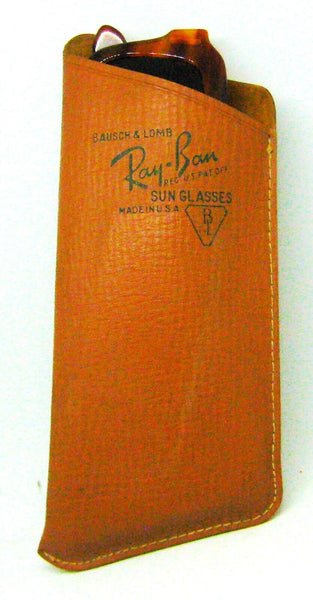 BAUSCH & LOMB
Ray-Ban
REG. U.S. PAT. OFF.
SUN GLASSES
MADE IN U.S.A.
B
L